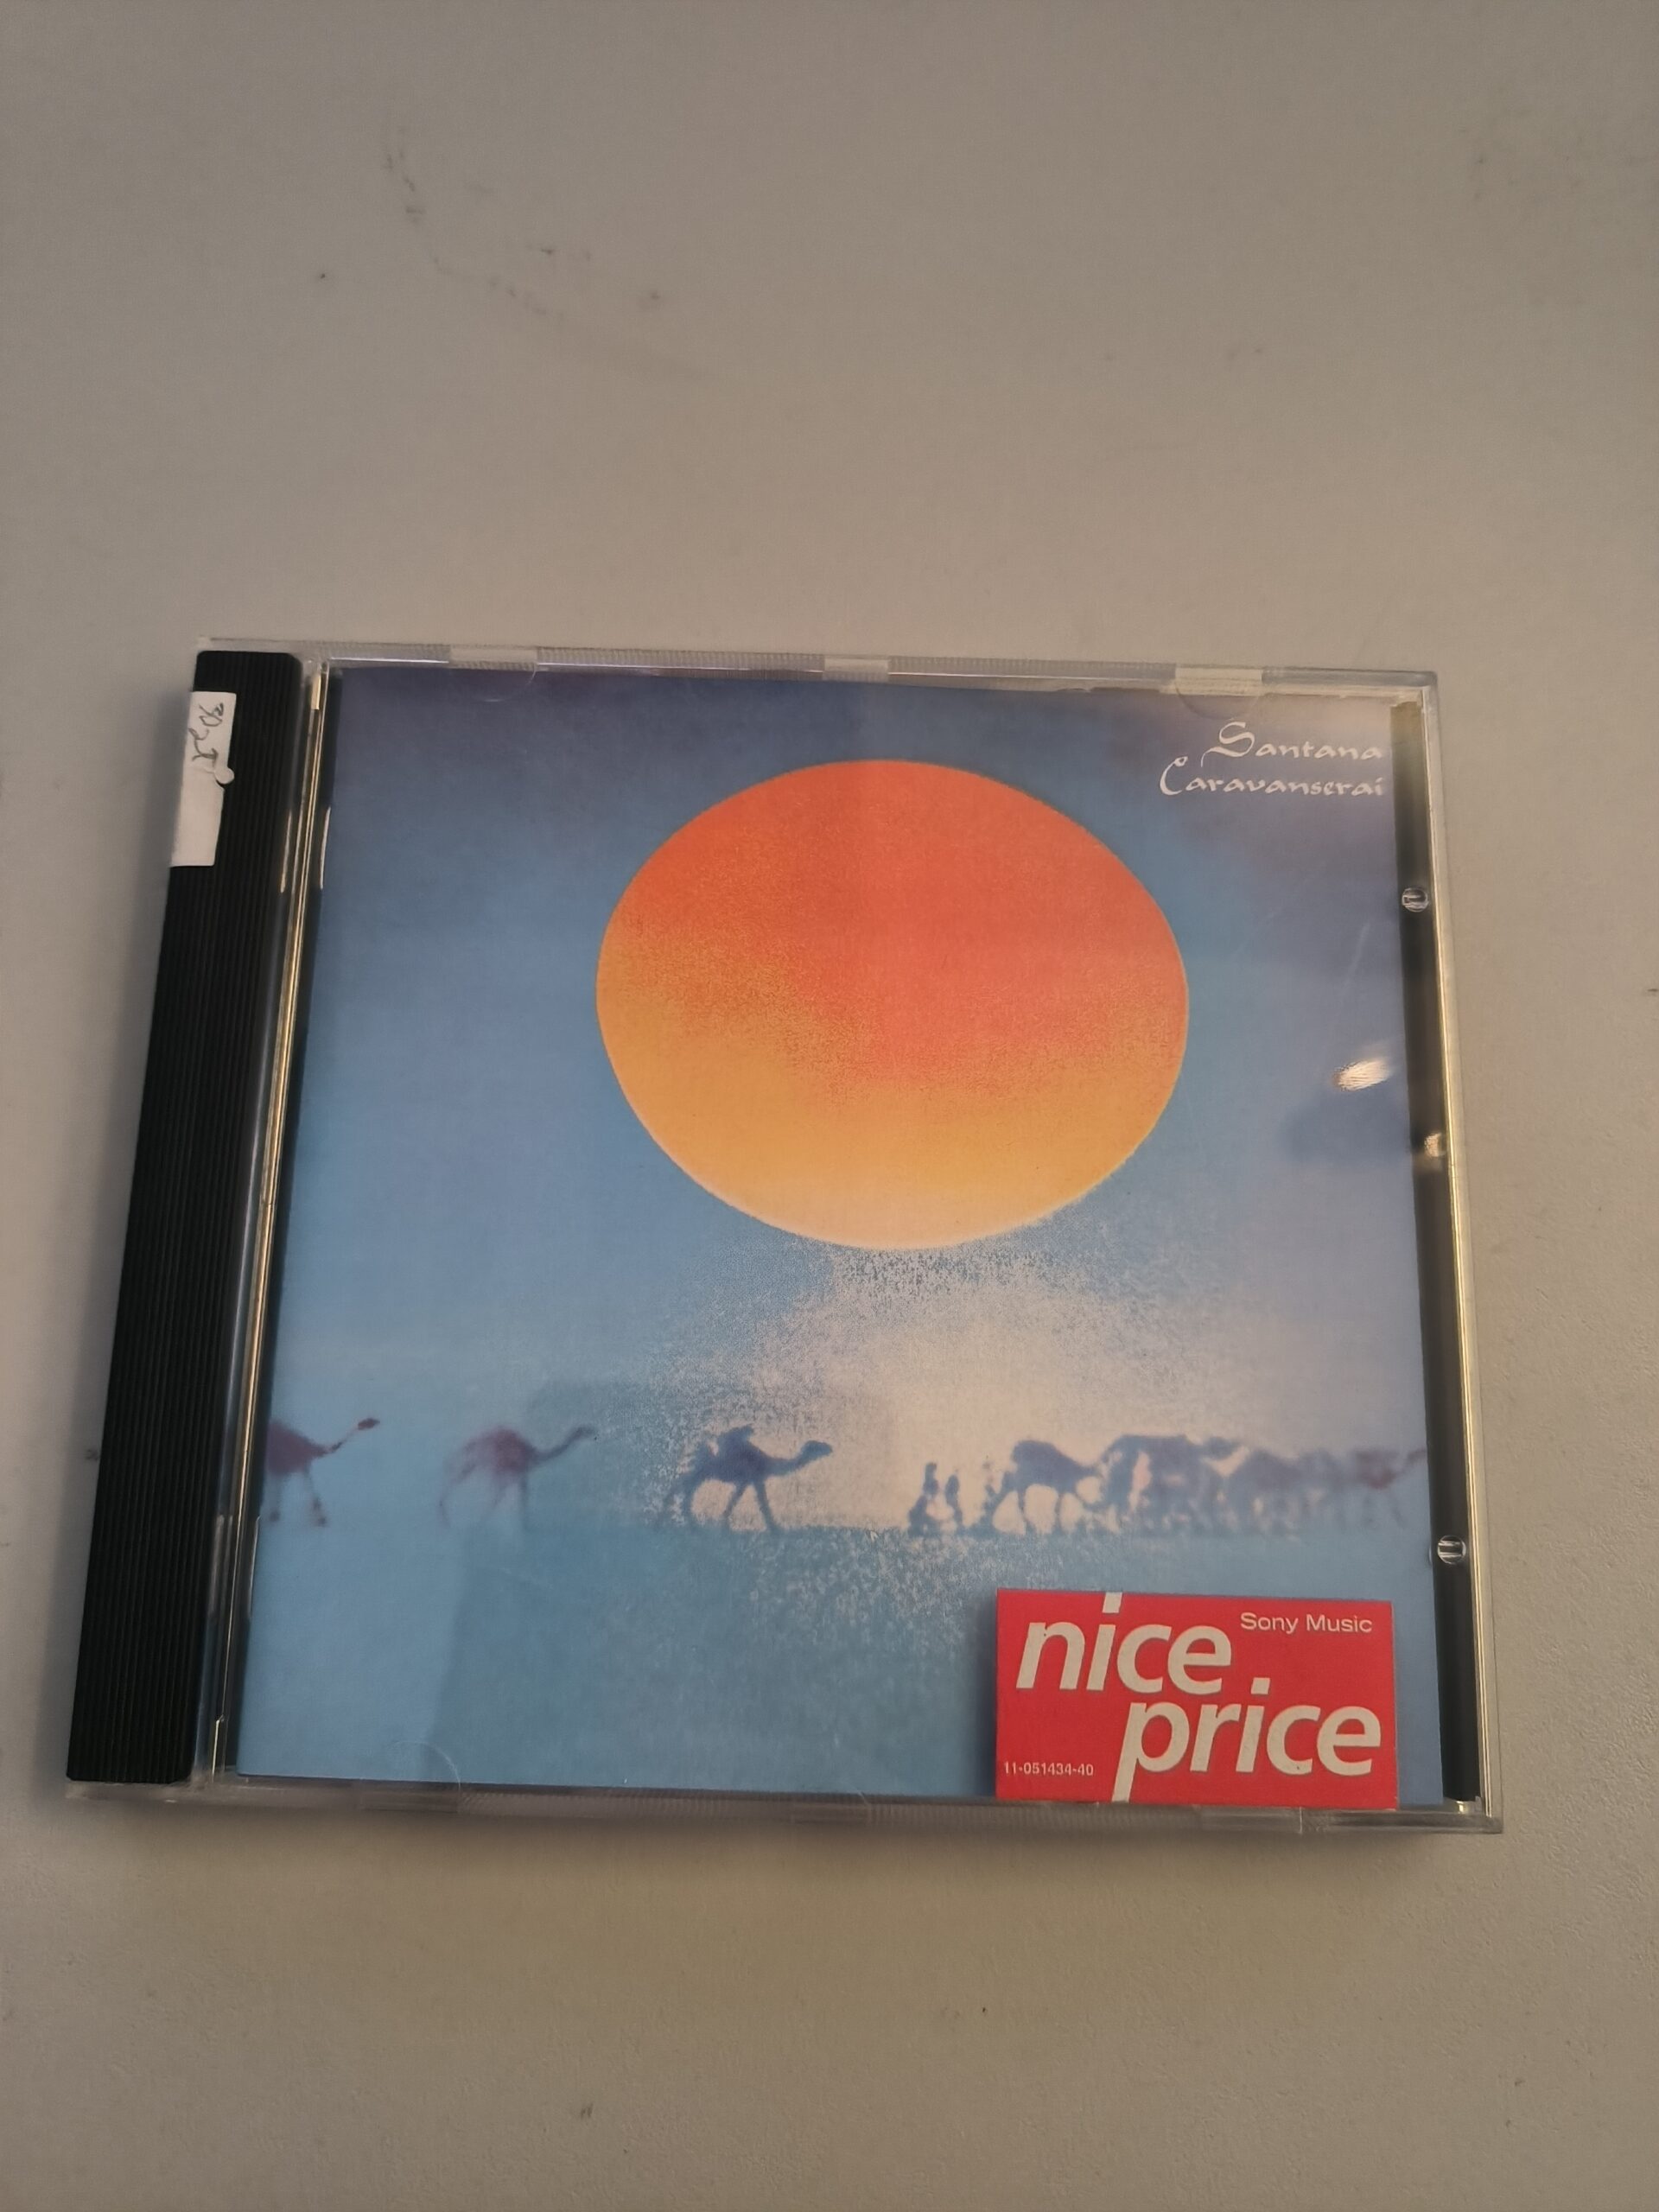 Santana
Caravanserai
nice
Sony Music
price
11-051434-40